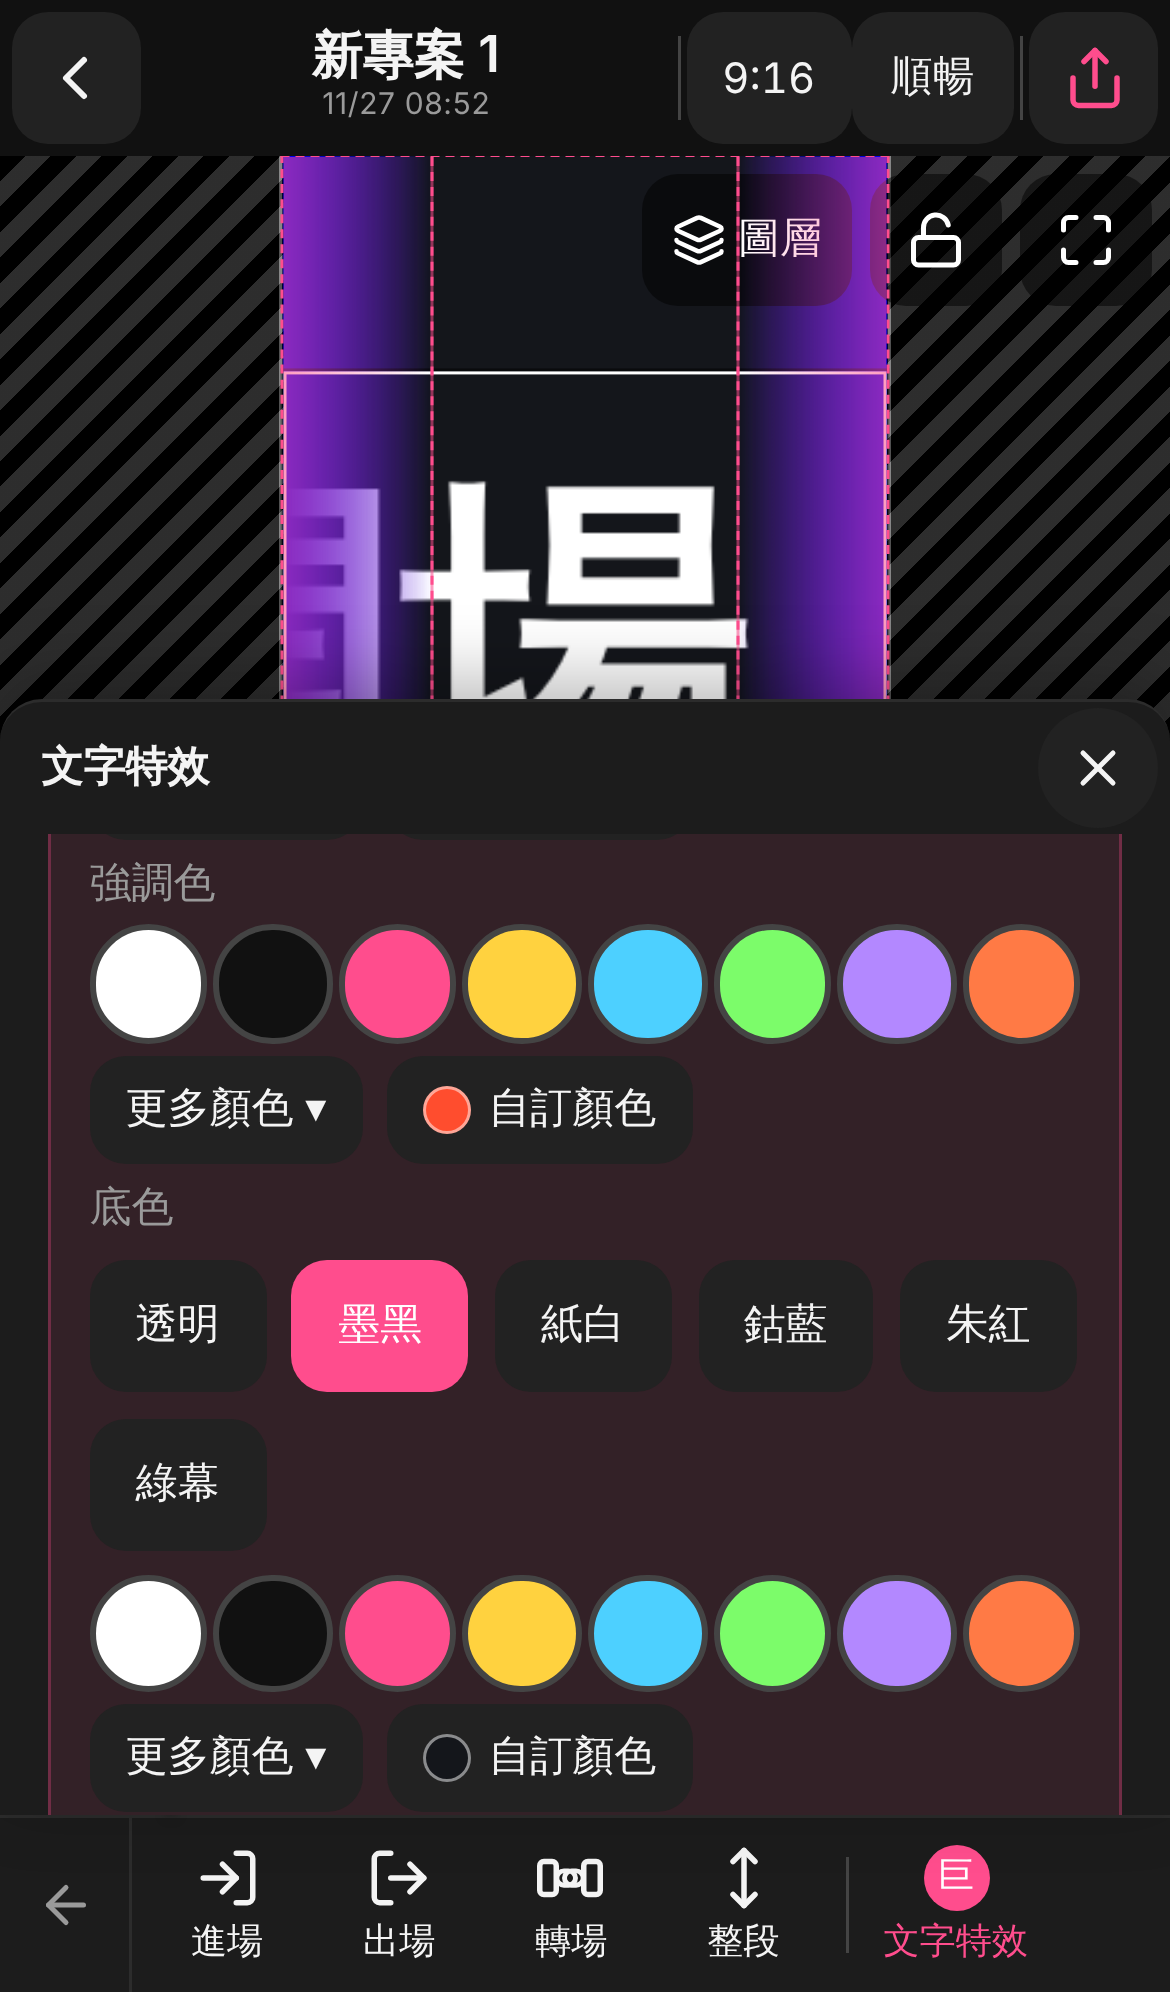 新專案 1
11/27 08:52
9:16
順暢
圖層
場
文字特效
強調色
更多顏色 ▾
自訂顏色
底色
透明
墨黑
紙白
鈷藍
朱紅
綠幕
更多顏色 ▾
自訂顏色
進場
出場
轉場
整段
巨
文字特效